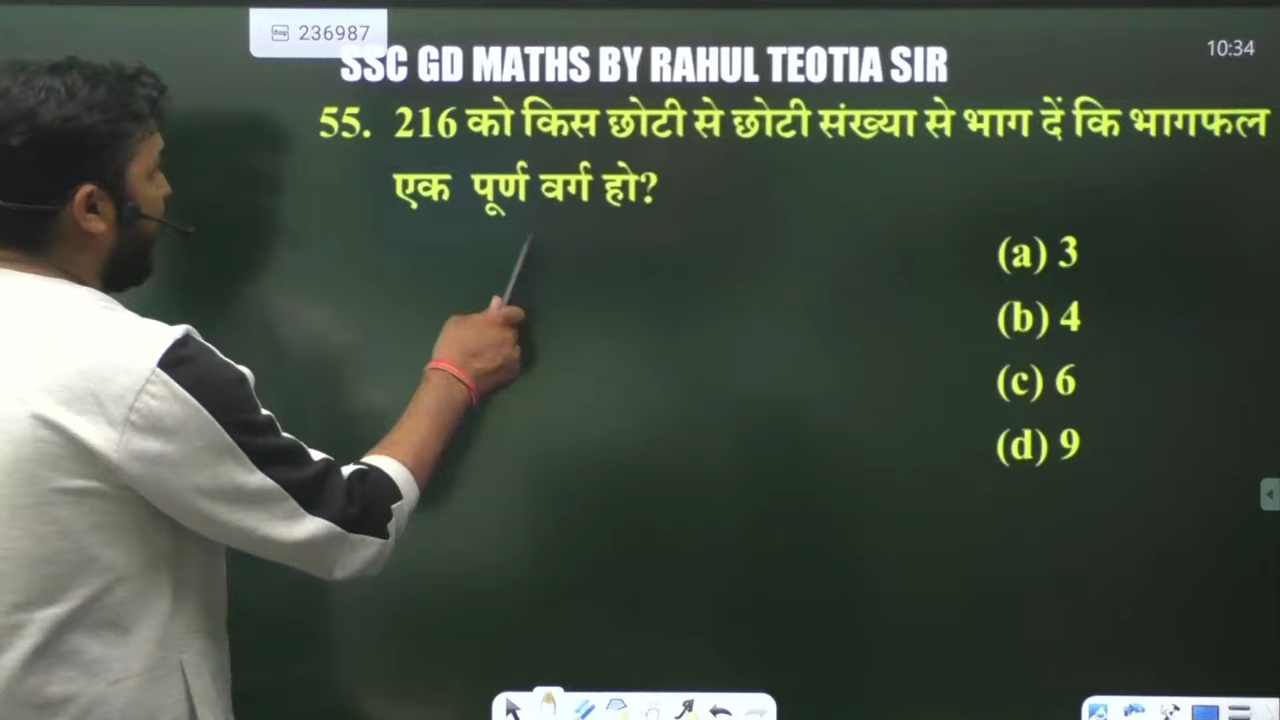 236987
SSC GD MATHS BY RAHUL TEOTIA SIR
10:34
55. 216 को किस छोटी से छोटी संख्या से भाग दें कि भागफल
एक पूर्ण वर्ग हो?
(a) 3
(b) 4
(c) 6
(d) 9